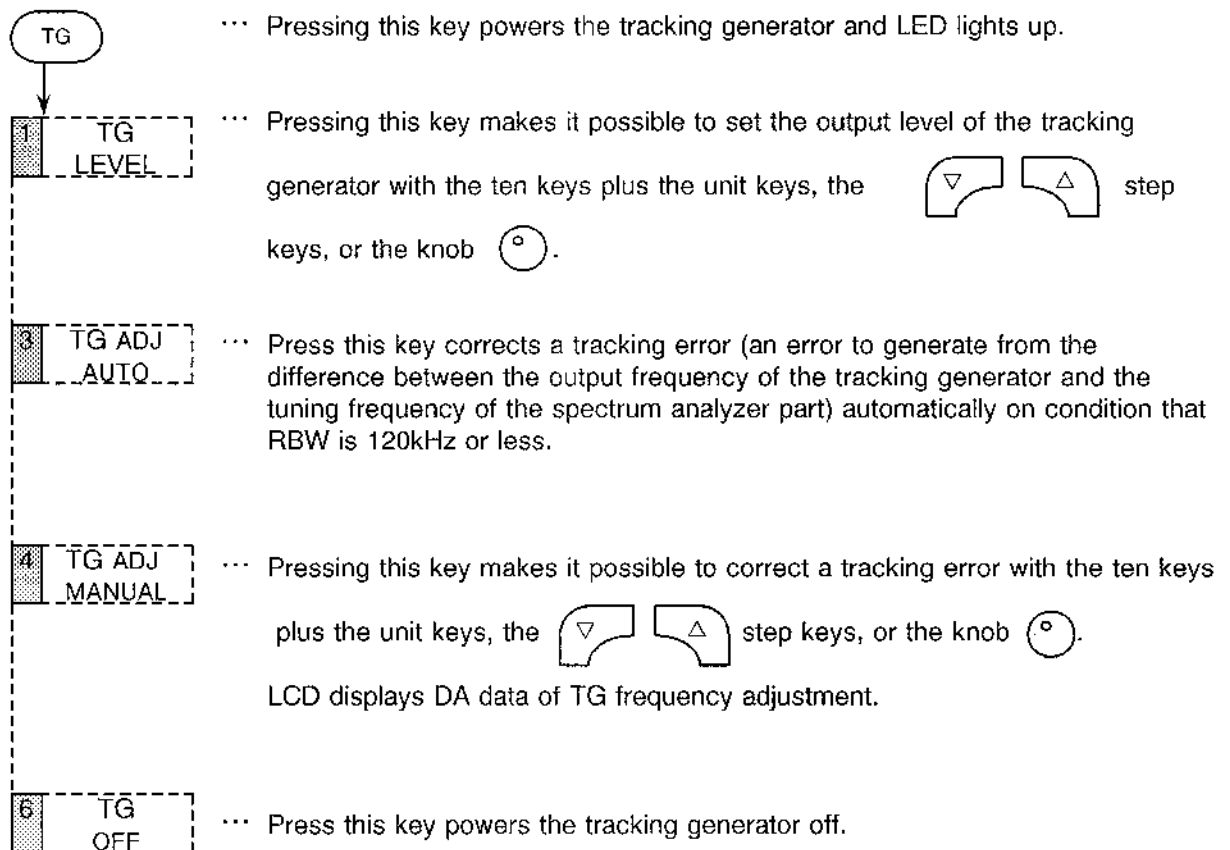 TG
··· Pressing this key powers the tracking generator and LED lights up.
1 TG
LEVEL
··· Pressing this key makes it possible to set the output level of the tracking
generator with the ten keys plus the unit keys, the ▽ △ step
keys, or the knob .
3 TG ADJ
AUTO
··· Press this key corrects a tracking error (an error to generate from the
difference between the output frequency of the tracking generator and the
tuning frequency of the spectrum analyzer part) automatically on condition that
RBW is 120kHz or less.
4 TG ADJ
MANUAL
··· Pressing this key makes it possible to correct a tracking error with the ten keys
plus the unit keys, the ▽ △ step keys, or the knob .
LCD displays DA data of TG frequency adjustment.
6 TG
OFF
··· Press this key powers the tracking generator off.